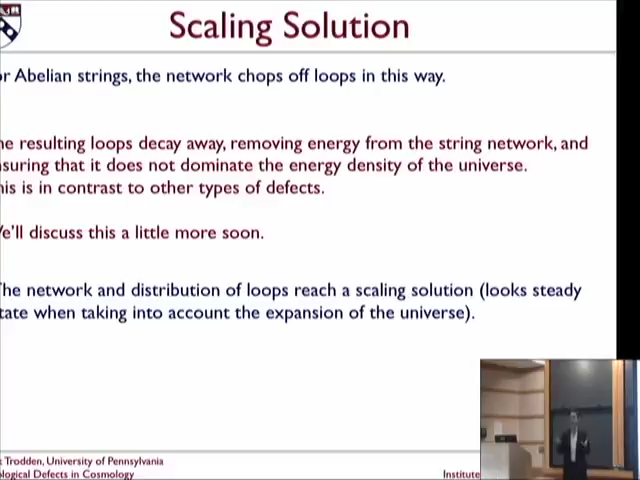 Scaling Solution
or Abelian strings, the network chops off loops in this way.
he resulting loops decay away, removing energy from the string network, and
nsuring that it does not dominate the energy density of the universe.
his is in contrast to other types of defects.
e'll discuss this a little more soon.
The network and distribution of loops reach a scaling solution (looks steady
tate when taking into account the expansion of the universe).
k Trodden, University of Pennsylvania
ological Defects in Cosmology
Institute